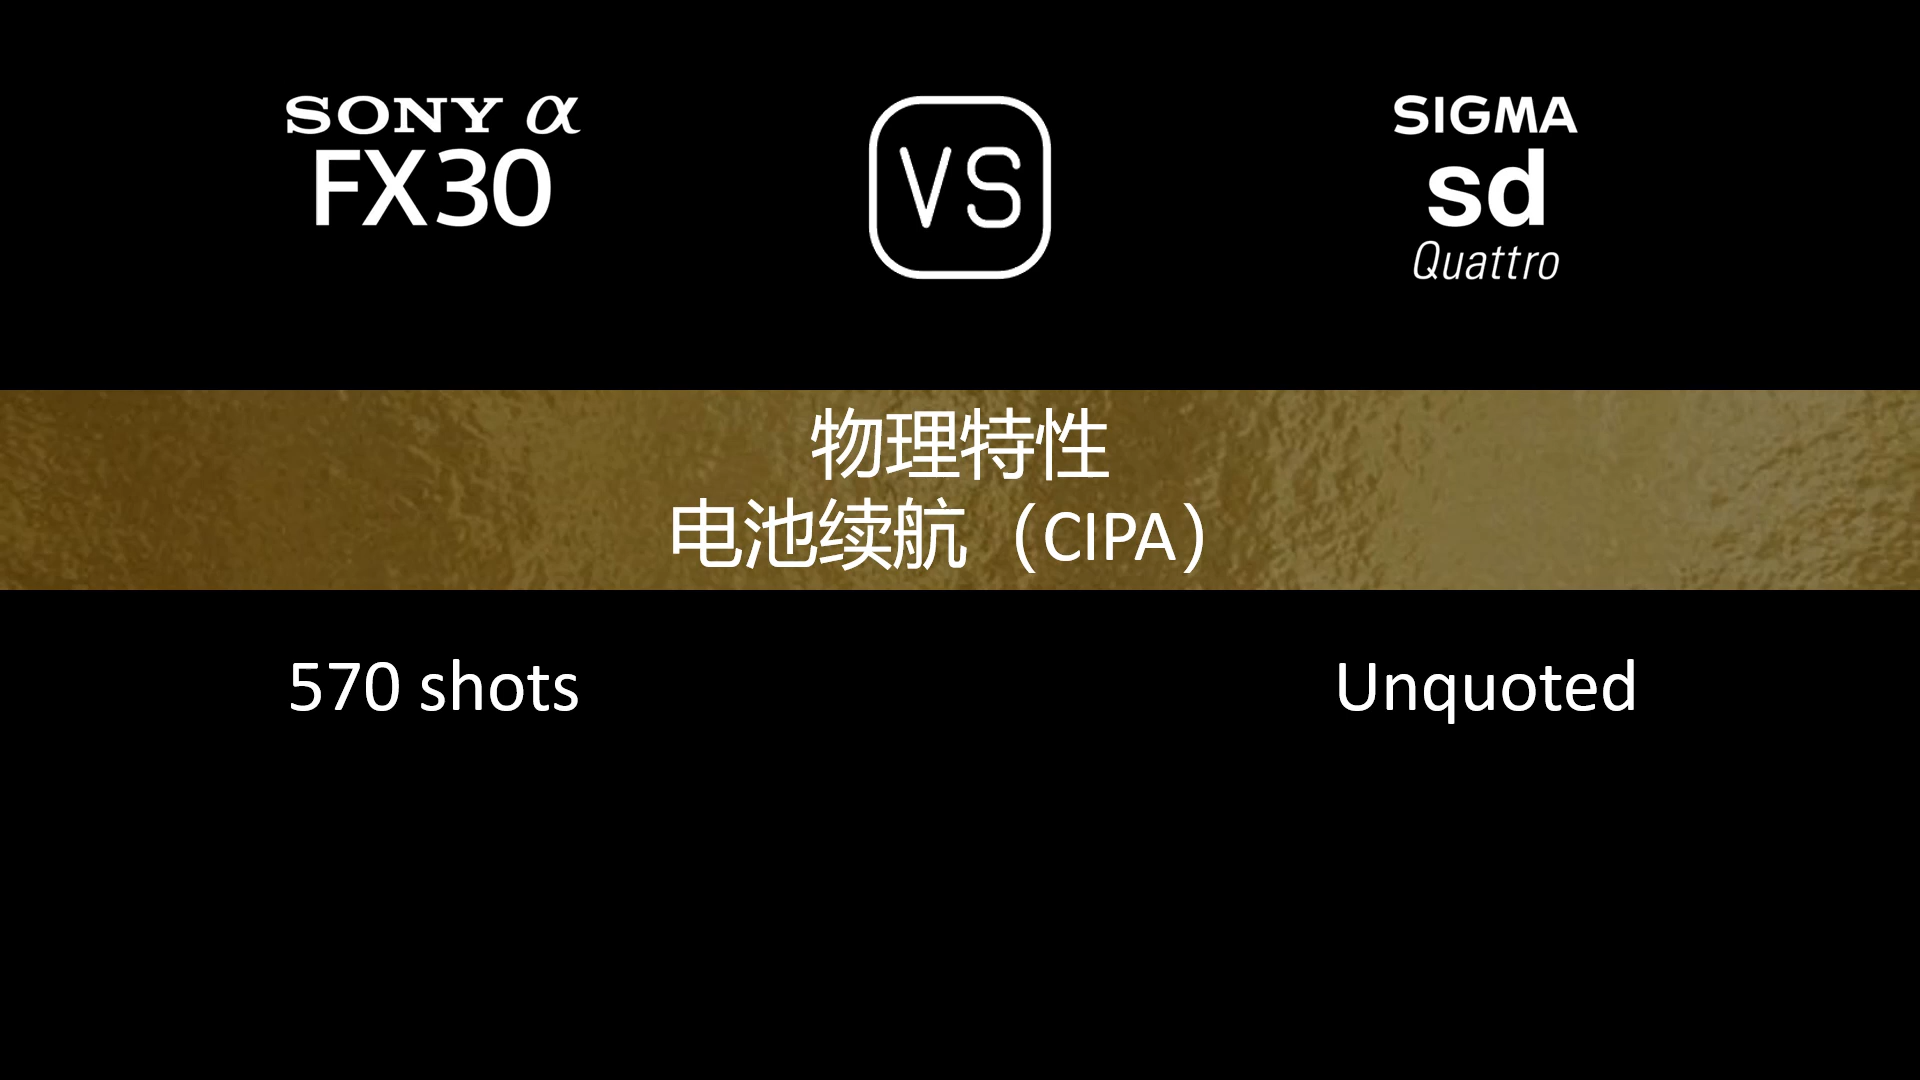 SONY α
FX30
VS
SIGMA
sd
Quattro
物理特性
电池续航（CIPA）
570 shots
Unquoted